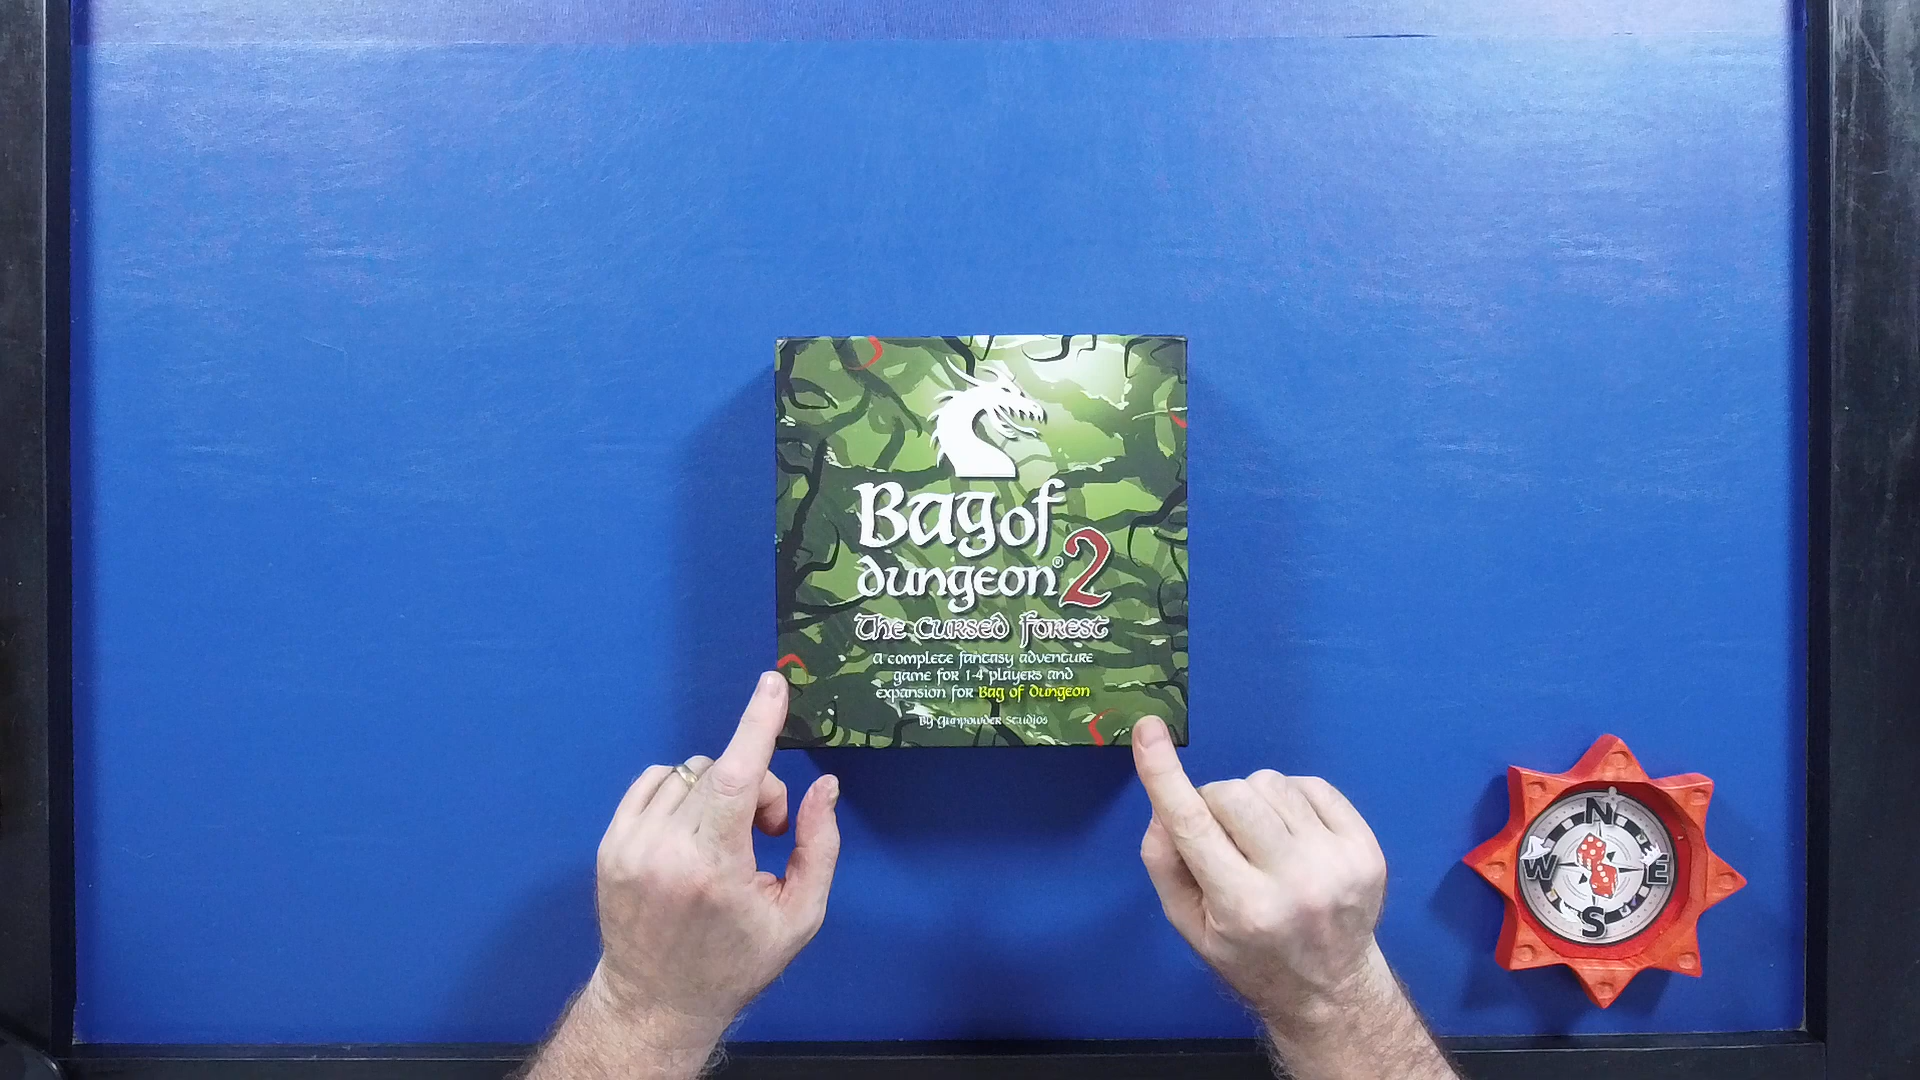 Bag of
dungeon® 2
The Cursed Forest
a complete fantasy adventure
game for 1-4 players and
expansion for Bag of Dungeon
By Gunpowder Studios
N
W E
S